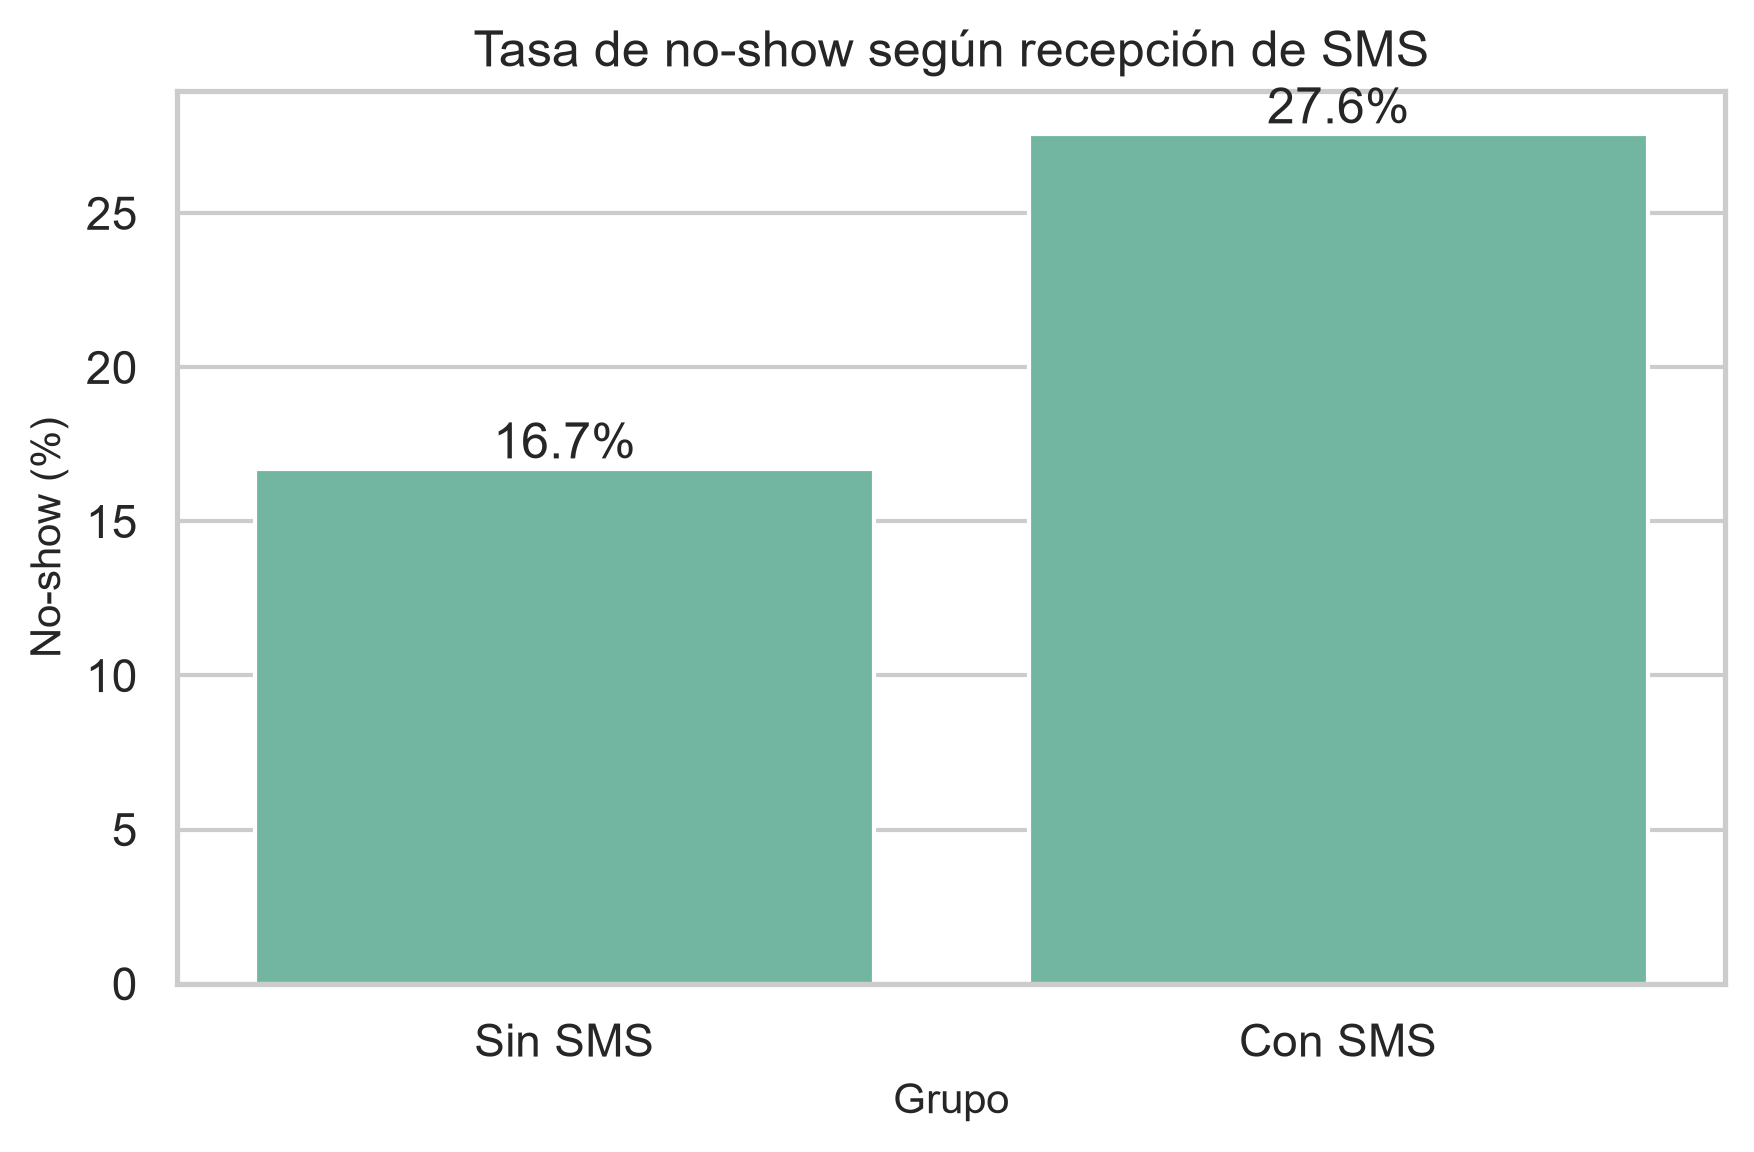 Tasa de no-show según recepción de SMS
27.6%
25
20
16.7%
15
10
5
0
No-show (%)
Sin SMS
Con SMS
Grupo